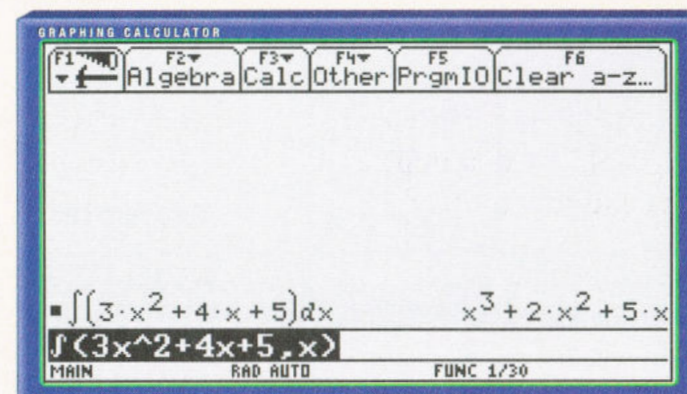 GRAPHING CALCULATOR
F1 F2 F3 F4 F5 F6
Algebra Calc Other PrgmIO Clear a-z…
∫(3·x² + 4·x + 5)dx x³ + 2·x² + 5·x
∫(3x^2+4x+5,x)
MAIN RAD AUTO FUNC 1/30